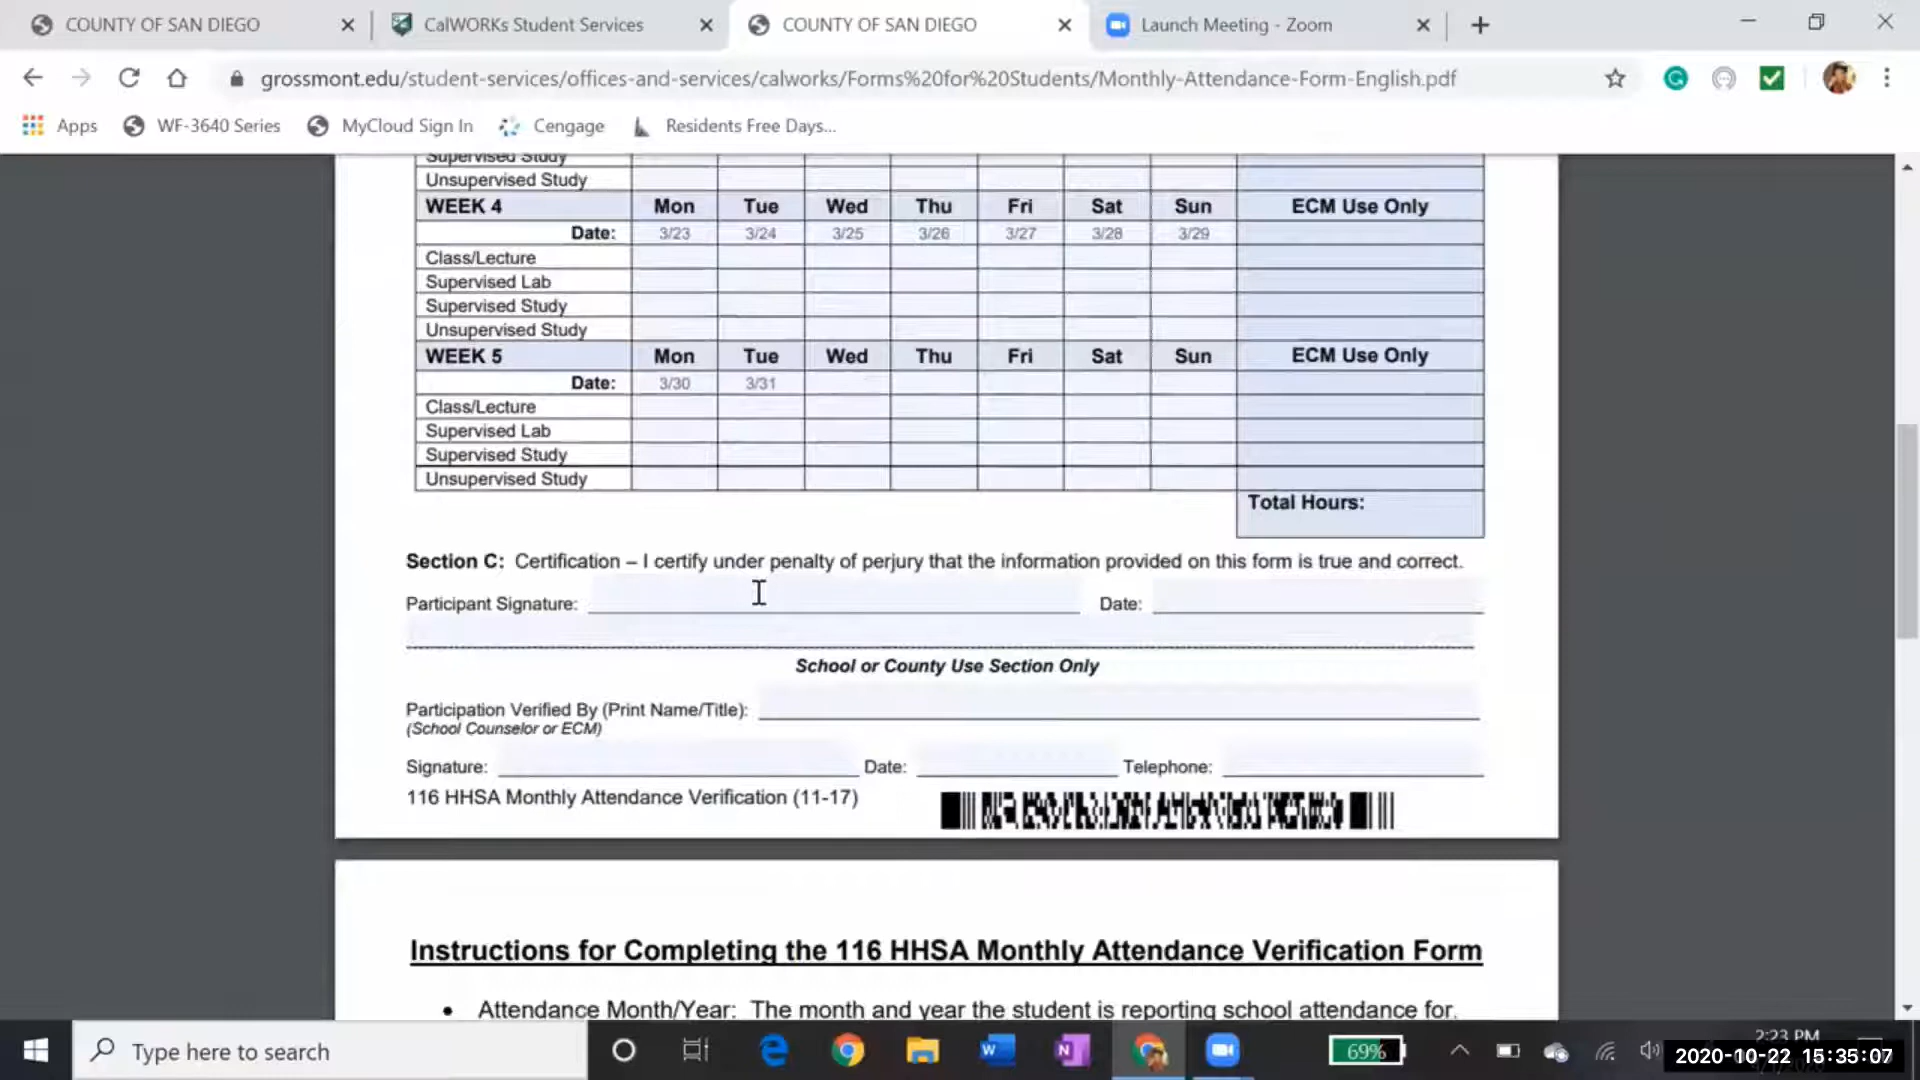 COUNTY OF SAN DIEGO CalWORKs Student Services COUNTY OF SAN DIEGO Launch Meeting - Zoom
grossmont.edu/student-services/offices-and-services/calworks/Forms%20for%20Students/Monthly-Attendance-Form-English.pdf
Apps WF-3640 Series MyCloud Sign In Cengage Residents Free Days...
Supervised Study
Unsupervised Study
WEEK 4 Mon Tue Wed Thu Fri Sat Sun ECM Use Only
Date: 3/23 3/24 3/25 3/26 3/27 3/28 3/29
Class/Lecture
Supervised Lab
Supervised Study
Unsupervised Study
WEEK 5 Mon Tue Wed Thu Fri Sat Sun ECM Use Only
Date: 3/30 3/31
Class/Lecture
Supervised Lab
Supervised Study
Unsupervised Study
Total Hours:
Section C: Certification – I certify under penalty of perjury that the information provided on this form is true and correct.
Participant Signature: Date:
School or County Use Section Only
Participation Verified By (Print Name/Title):
(School Counselor or ECM)
Signature: Date: Telephone:
116 HHSA Monthly Attendance Verification (11-17)
Instructions for Completing the 116 HHSA Monthly Attendance Verification Form
• Attendance Month/Year: The month and year the student is reporting school attendance for.
Type here to search 69% 2:23 PM
2020-10-22 15:35:07